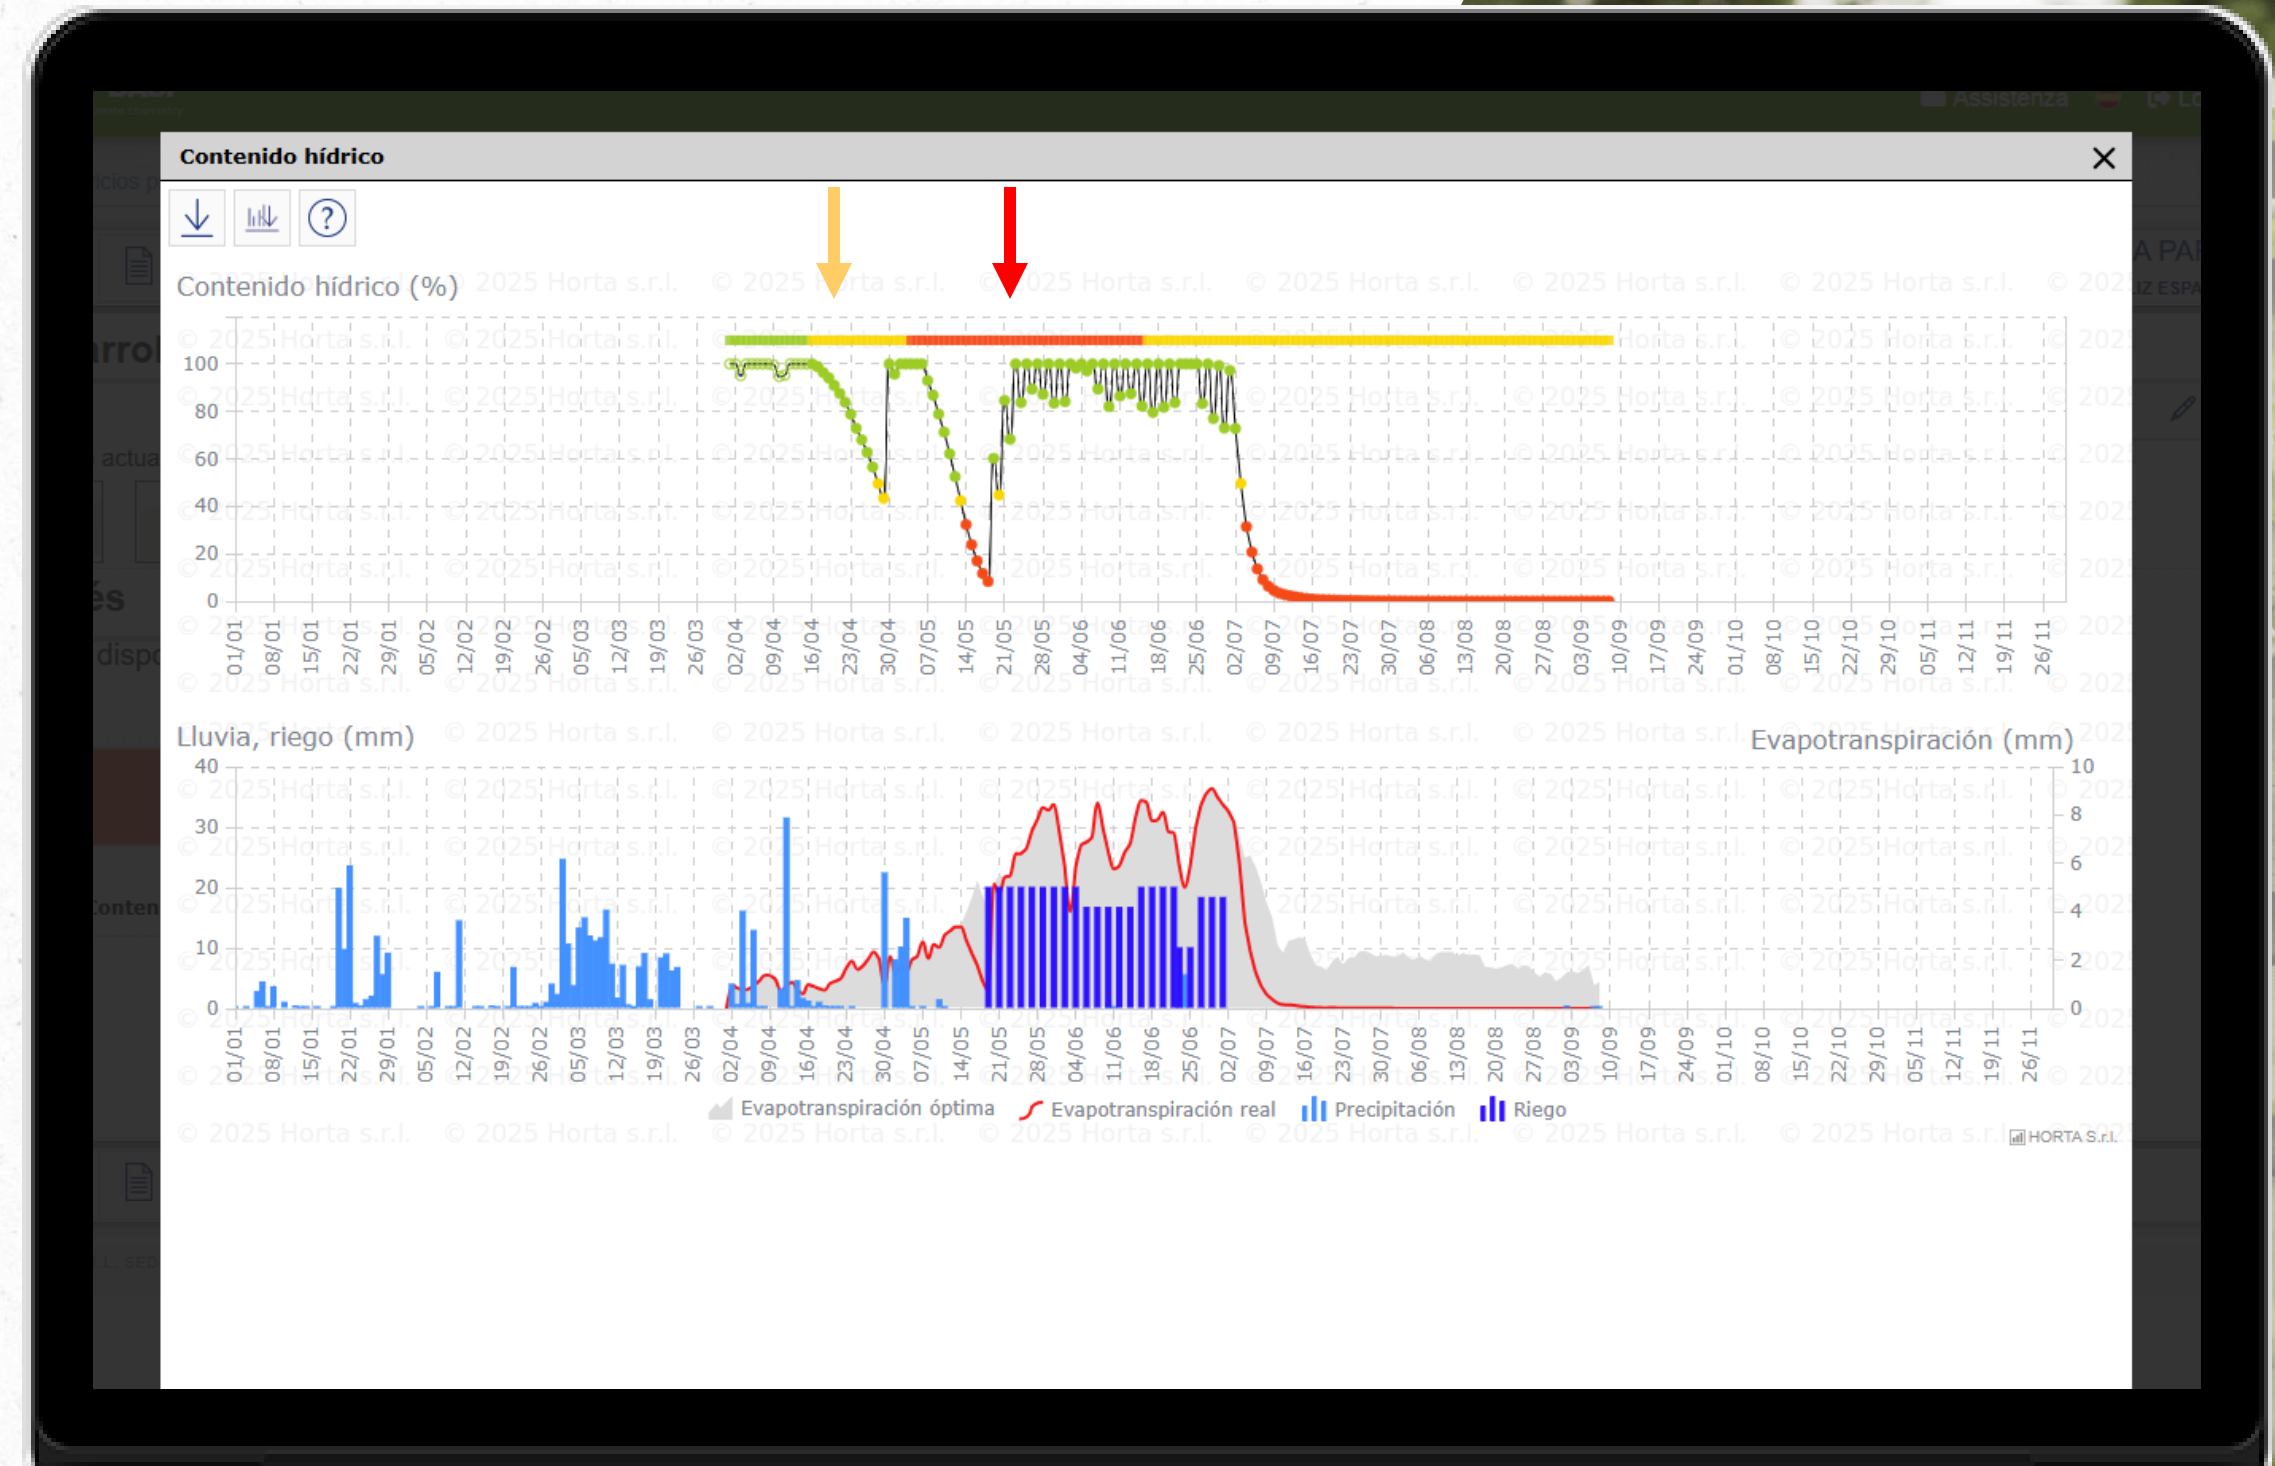 Assistenza
Contenido hídrico
Contenido hídrico (%)
100
80
60
40
20
0
01/01 08/01 15/01 22/01 29/01 05/02 12/02 19/02 26/02 05/03 12/03 19/03 26/03 02/04 09/04 16/04 23/04 30/04 07/05 14/05 21/05 28/05 04/06 11/06 18/06 25/06 02/07 09/07 16/07 23/07 30/07 06/08 13/08 20/08 27/08 03/09 10/09 17/09 24/09 01/10 08/10 15/10 22/10 29/10 05/11 12/11 19/11 26/11
Lluvia, riego (mm)
Evapotranspiración (mm)
40 10
30 8
6
20
4
10 2
0 0
01/01 08/01 15/01 22/01 29/01 05/02 12/02 19/02 26/02 05/03 12/03 19/03 26/03 02/04 09/04 16/04 23/04 30/04 07/05 14/05 21/05 28/05 04/06 11/06 18/06 25/06 02/07 09/07 16/07 23/07 30/07 06/08 13/08 20/08 27/08 03/09 10/09 17/09 24/09 01/10 08/10 15/10 22/10 29/10 05/11 12/11 19/11 26/11
Evapotranspiración óptima Evapotranspiración real Precipitación Riego
HORTA S.r.l.
© 2025 Horta s.r.l.